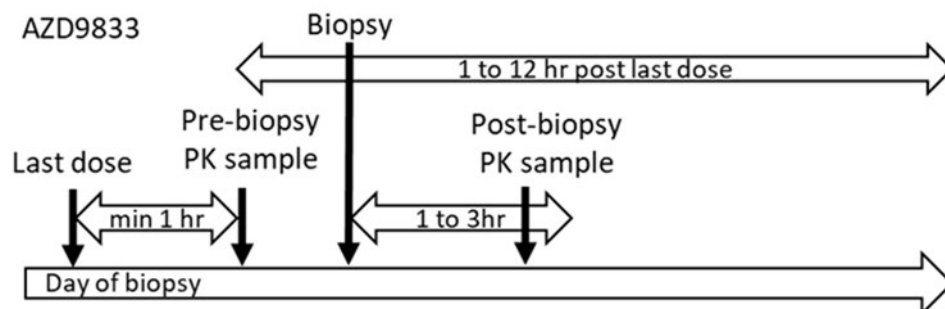 AZD9833
Biopsy
1 to 12 hr post last dose
Pre-biopsy
PK sample
Post-biopsy
PK sample
Last dose
min 1 hr
1 to 3hr
Day of biopsy